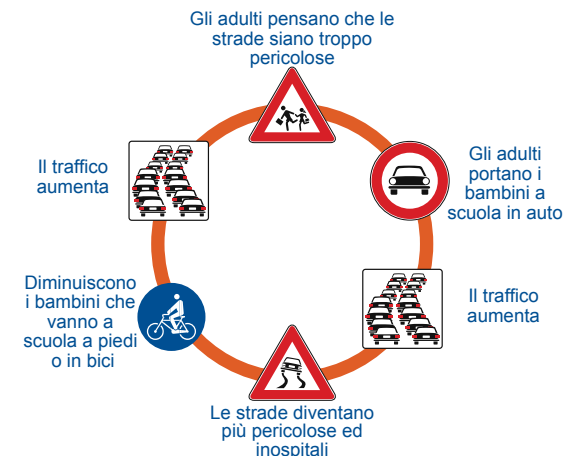 Gli adulti pensano che le
strade siano troppo
pericolose
Gli adulti
portano i
bambini a
scuola in auto
Il traffico
aumenta
Le strade diventano
più pericolose ed
inospitali
Diminuiscono
i bambini che
vanno a
scuola a piedi
o in bici
Il traffico
aumenta